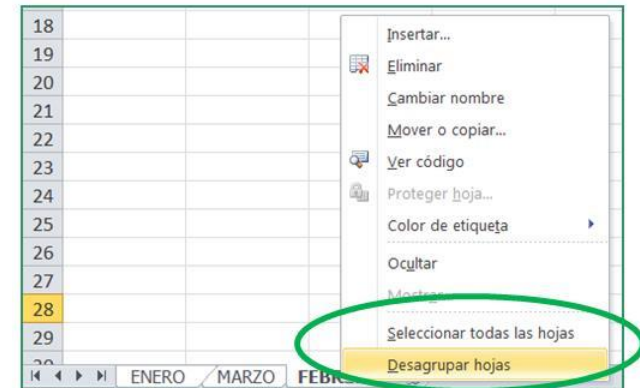 18
19
20
21
22
23
24
25
26
27
28
29
Insertar...
Eliminar
Cambiar nombre
Mover o copiar...
Ver código
Proteger hoja...
Color de etiqueta
Ocultar
Mostrar...
Seleccionar todas las hojas
Desagrupar hojas
ENERO MARZO